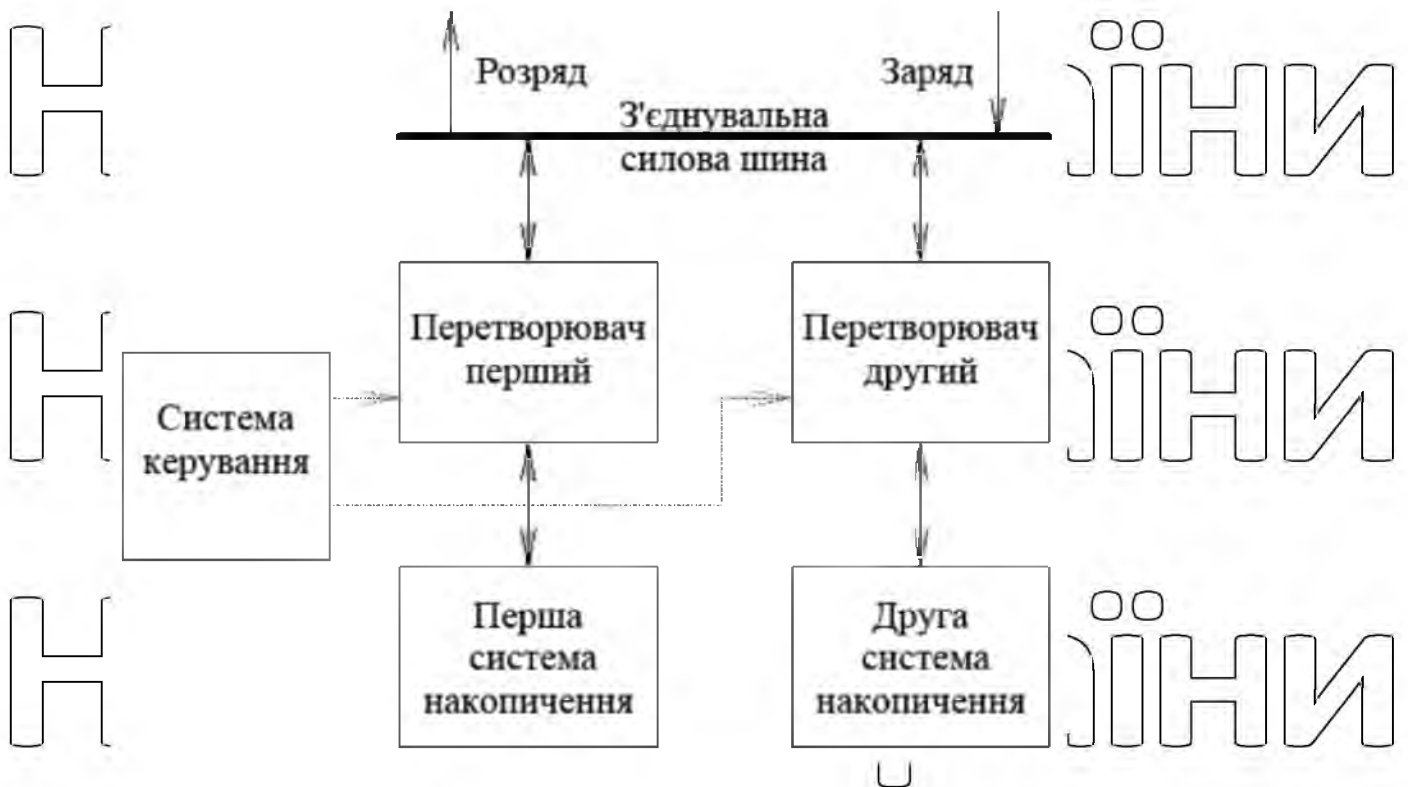 Розряд
Заряд
З'єднувальна
силова шина
Перетворювач
перший
Перетворювач
другий
Система
керування
Перша
система
накопичення
Друга
система
накопичення